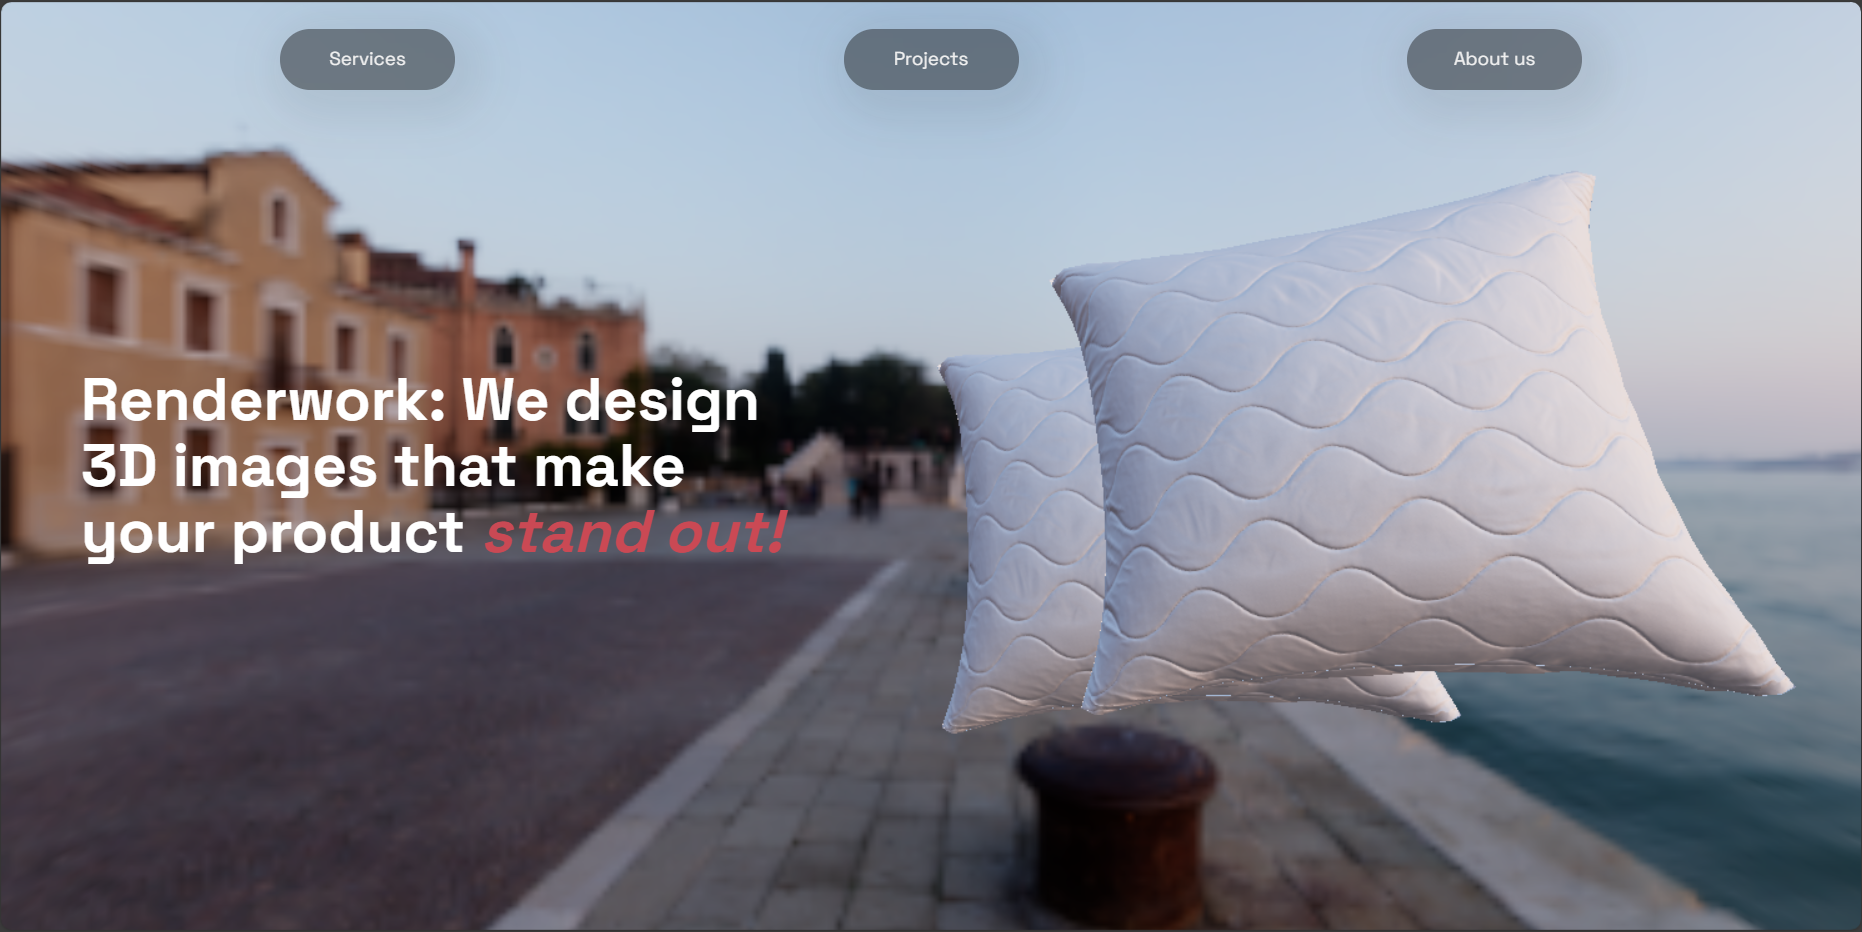 Services
Projects
About us
Renderwork: We design
3D images that make
your product stand out!